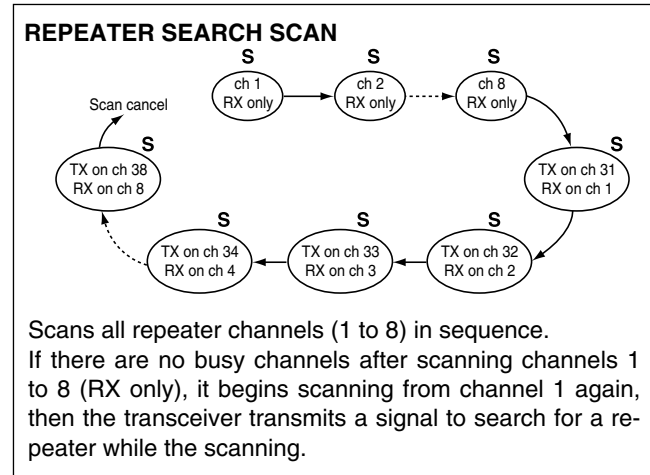 REPEATER SEARCH SCAN
S
S
S
ch 1
RX only
ch 2
RX only
ch 8
RX only
Scan cancel
S
S
TX on ch 38
RX on ch 8
TX on ch 31
RX on ch 1
S
S
S
TX on ch 34
RX on ch 4
TX on ch 33
RX on ch 3
TX on ch 32
RX on ch 2
Scans all repeater channels (1 to 8) in sequence.
If there are no busy channels after scanning channels 1
to 8 (RX only), it begins scanning from channel 1 again,
then the transceiver transmits a signal to search for a re-
peater while the scanning.